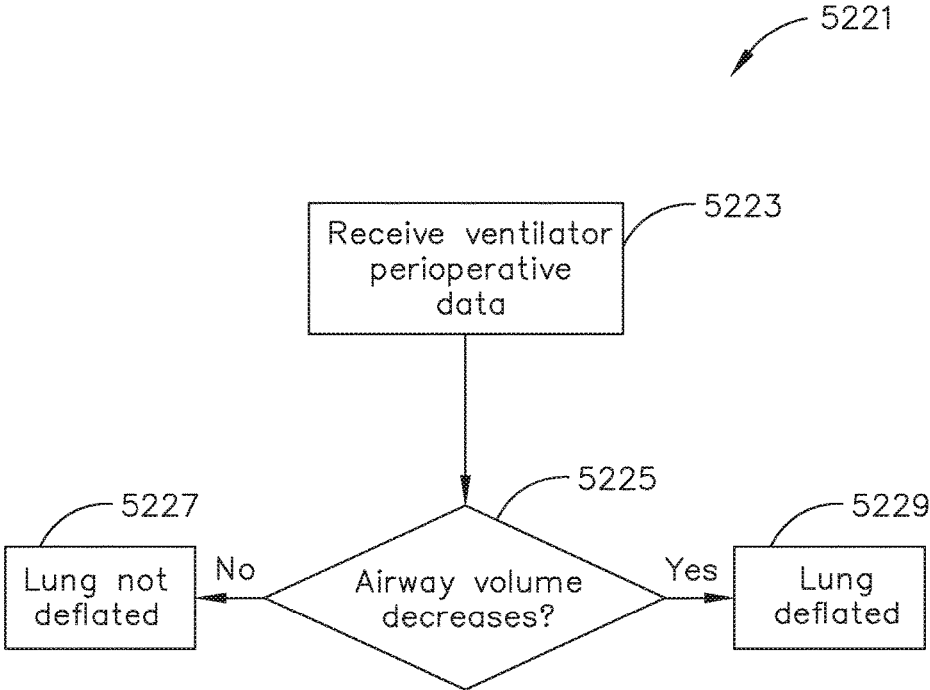 5221
5223
Receive ventilator
perioperative
data
5225
5227
5229
Lung not
deflated
No
Airway volume
decreases?
Yes
Lung
deflated